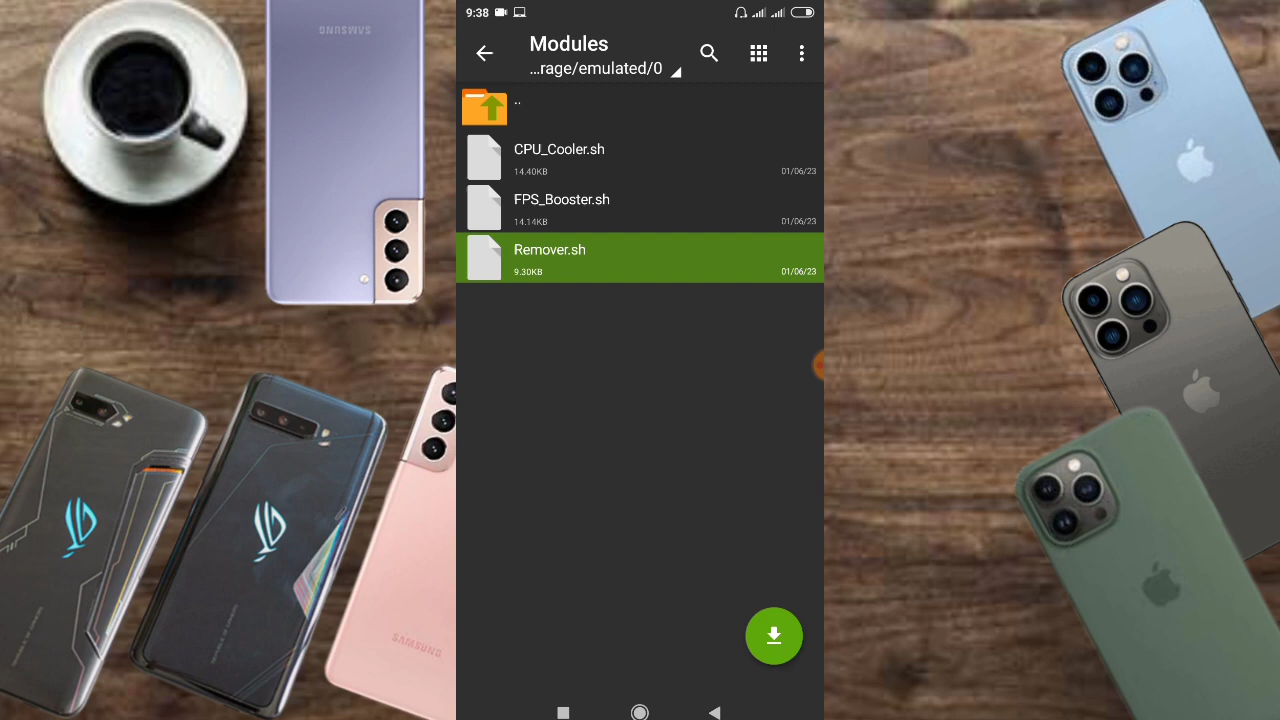 SAMSUNG
9:38
Modules
...rage/emulated/0
..
CPU_Cooler.sh
14.40KB
01/06/23
FPS_Booster.sh
14.14KB
01/06/23
Remover.sh
9.30KB
01/06/23
SAMSUNG